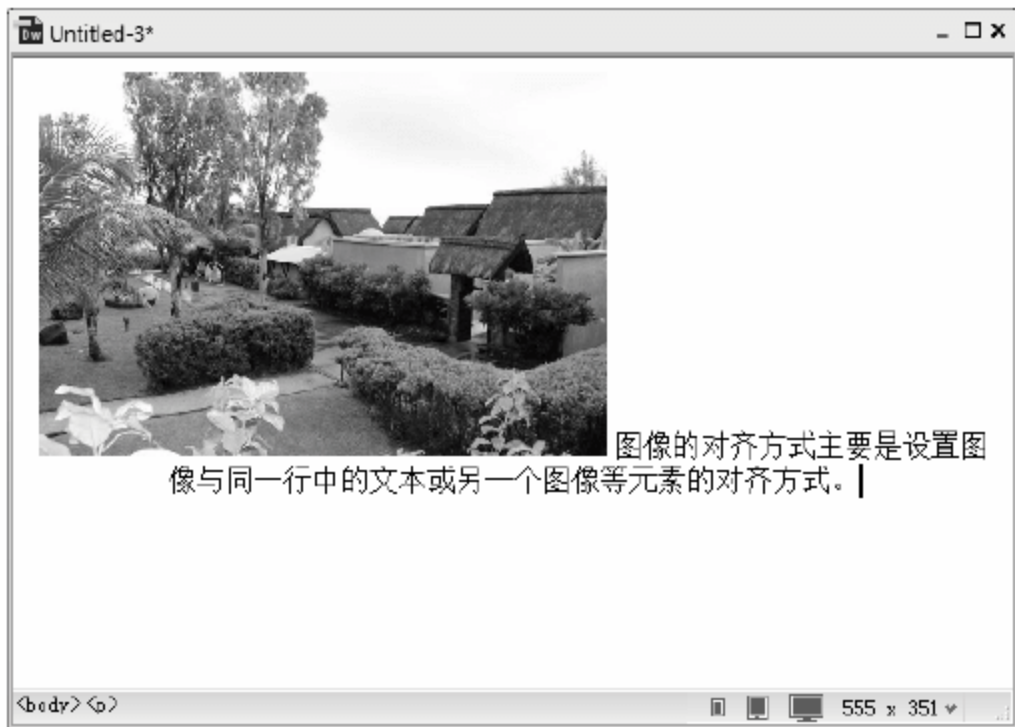 Dw Untitled-3*
图像的对齐方式主要是设置图
像与同一行中的文本或另一个图像等元素的对齐方式。
<body> <p>
555 x 351